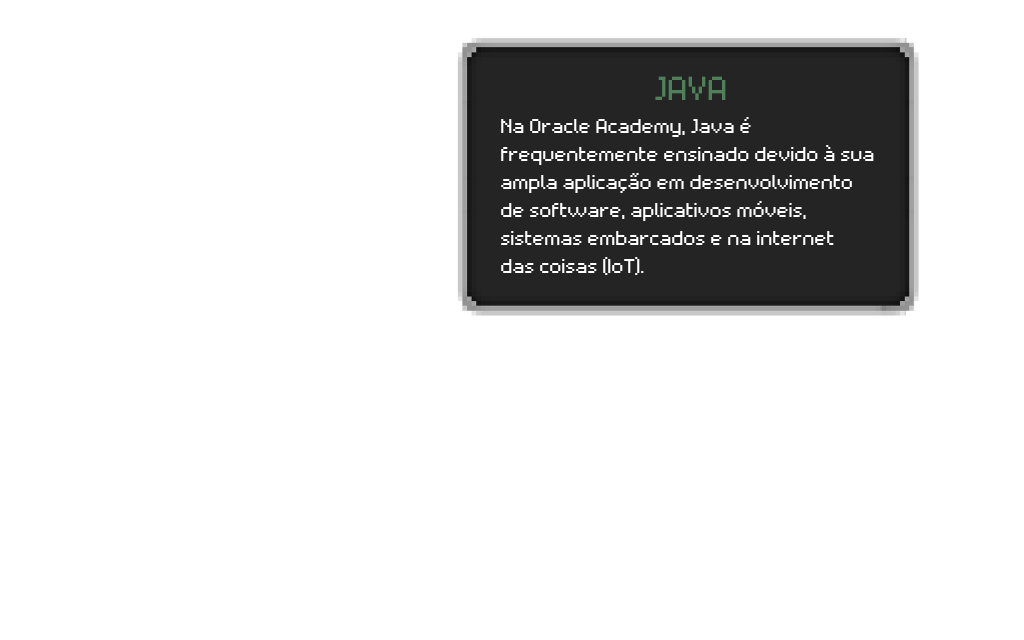 JAVA
Na Oracle Academy, Java é
frequentemente ensinado devido à sua
ampla aplicação em desenvolvimento
de software, aplicativos móveis,
sistemas embarcados e na internet
das coisas (IoT).